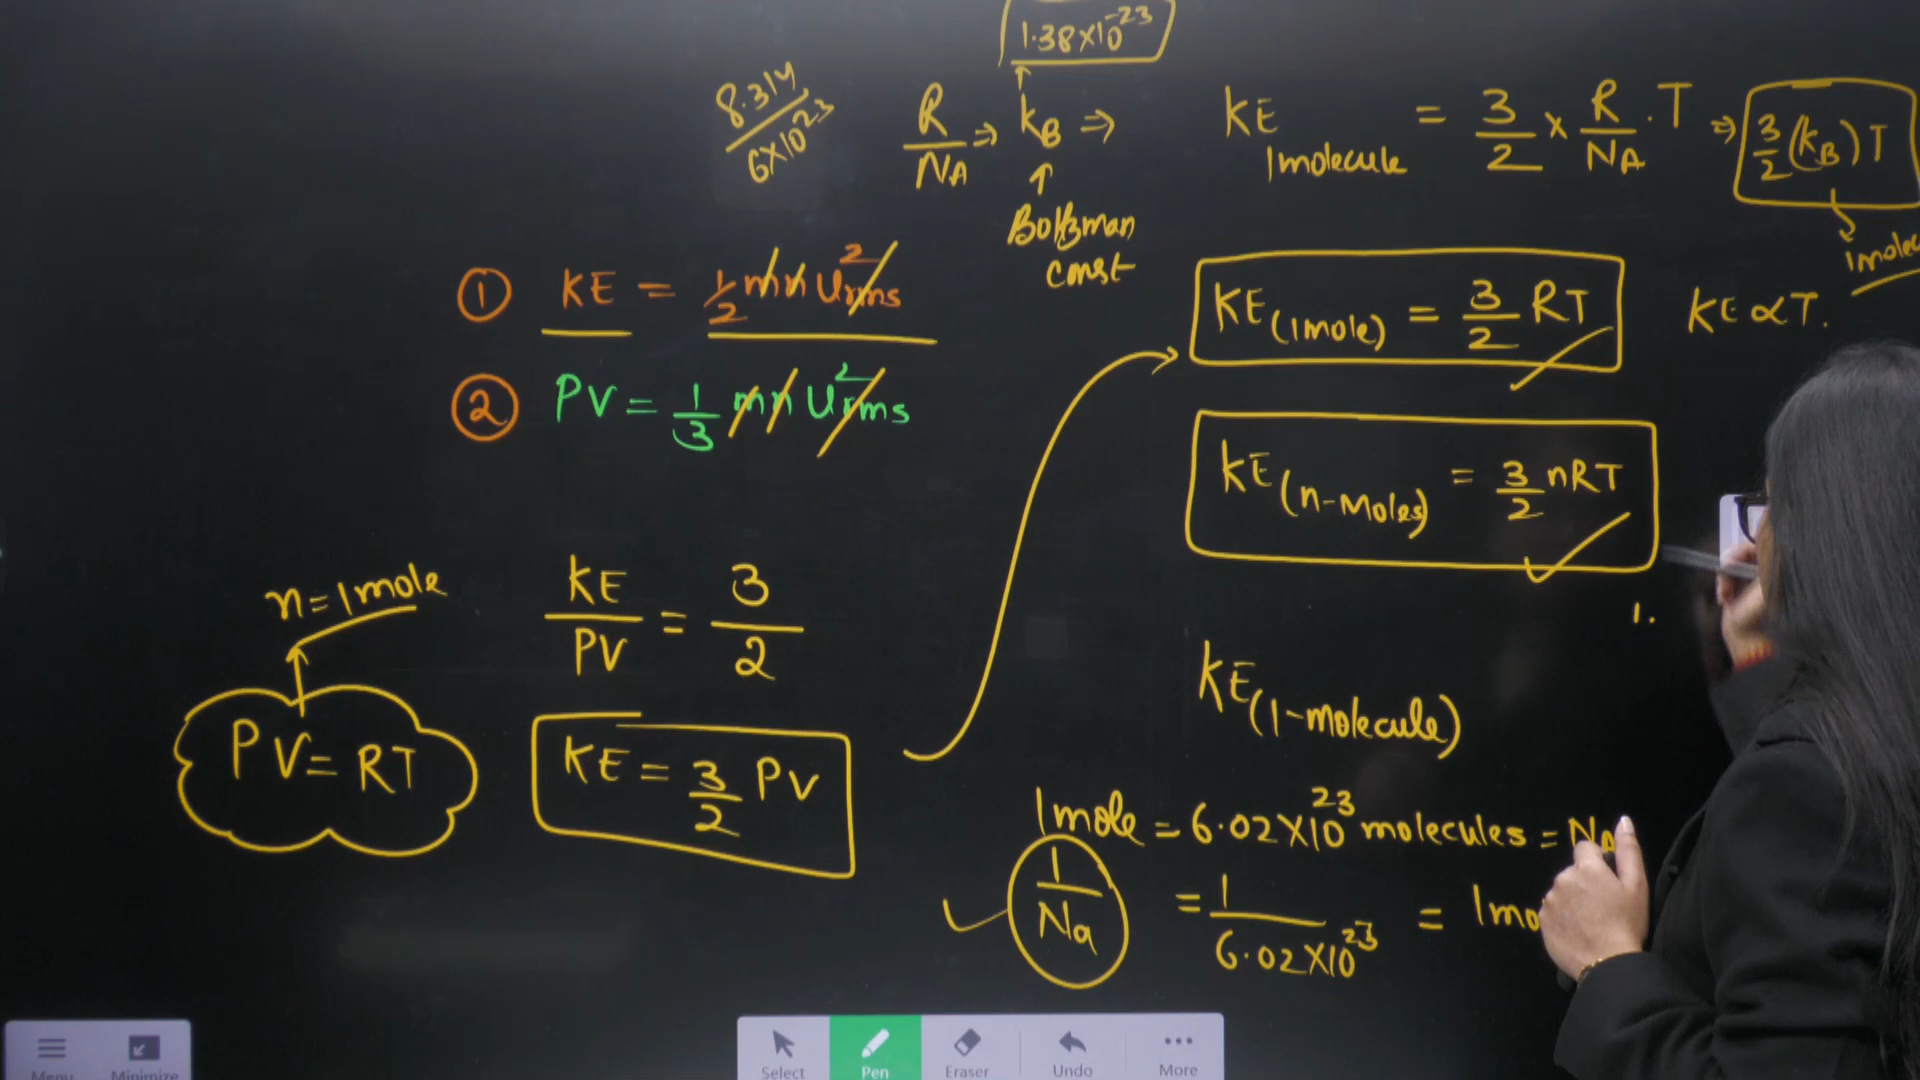 1.38×10⁻²³
8.314/6×10²³
R/NA ⇒ kB ⇒
KE 1molecule = 3/2 × R/NA . T ⇒ 3/2 (kB) T
Boltzman
const
① KE = 1/2 mn U²rms
KE(1mole) = 3/2 RT
KE ∝ T.
② PV = 1/3 mn U²rms
KE(n-Moles) = 3/2 nRT
n = 1mole
KE/PV = 3/2
1.
KE(1-molecule)
PV = RT
KE = 3/2 PV
1mole = 6.02×10²³ molecules = NA
1/Na = 1/6.02×10²³ =
Menu
Minimize
Select
Pen
Eraser
Undo
More